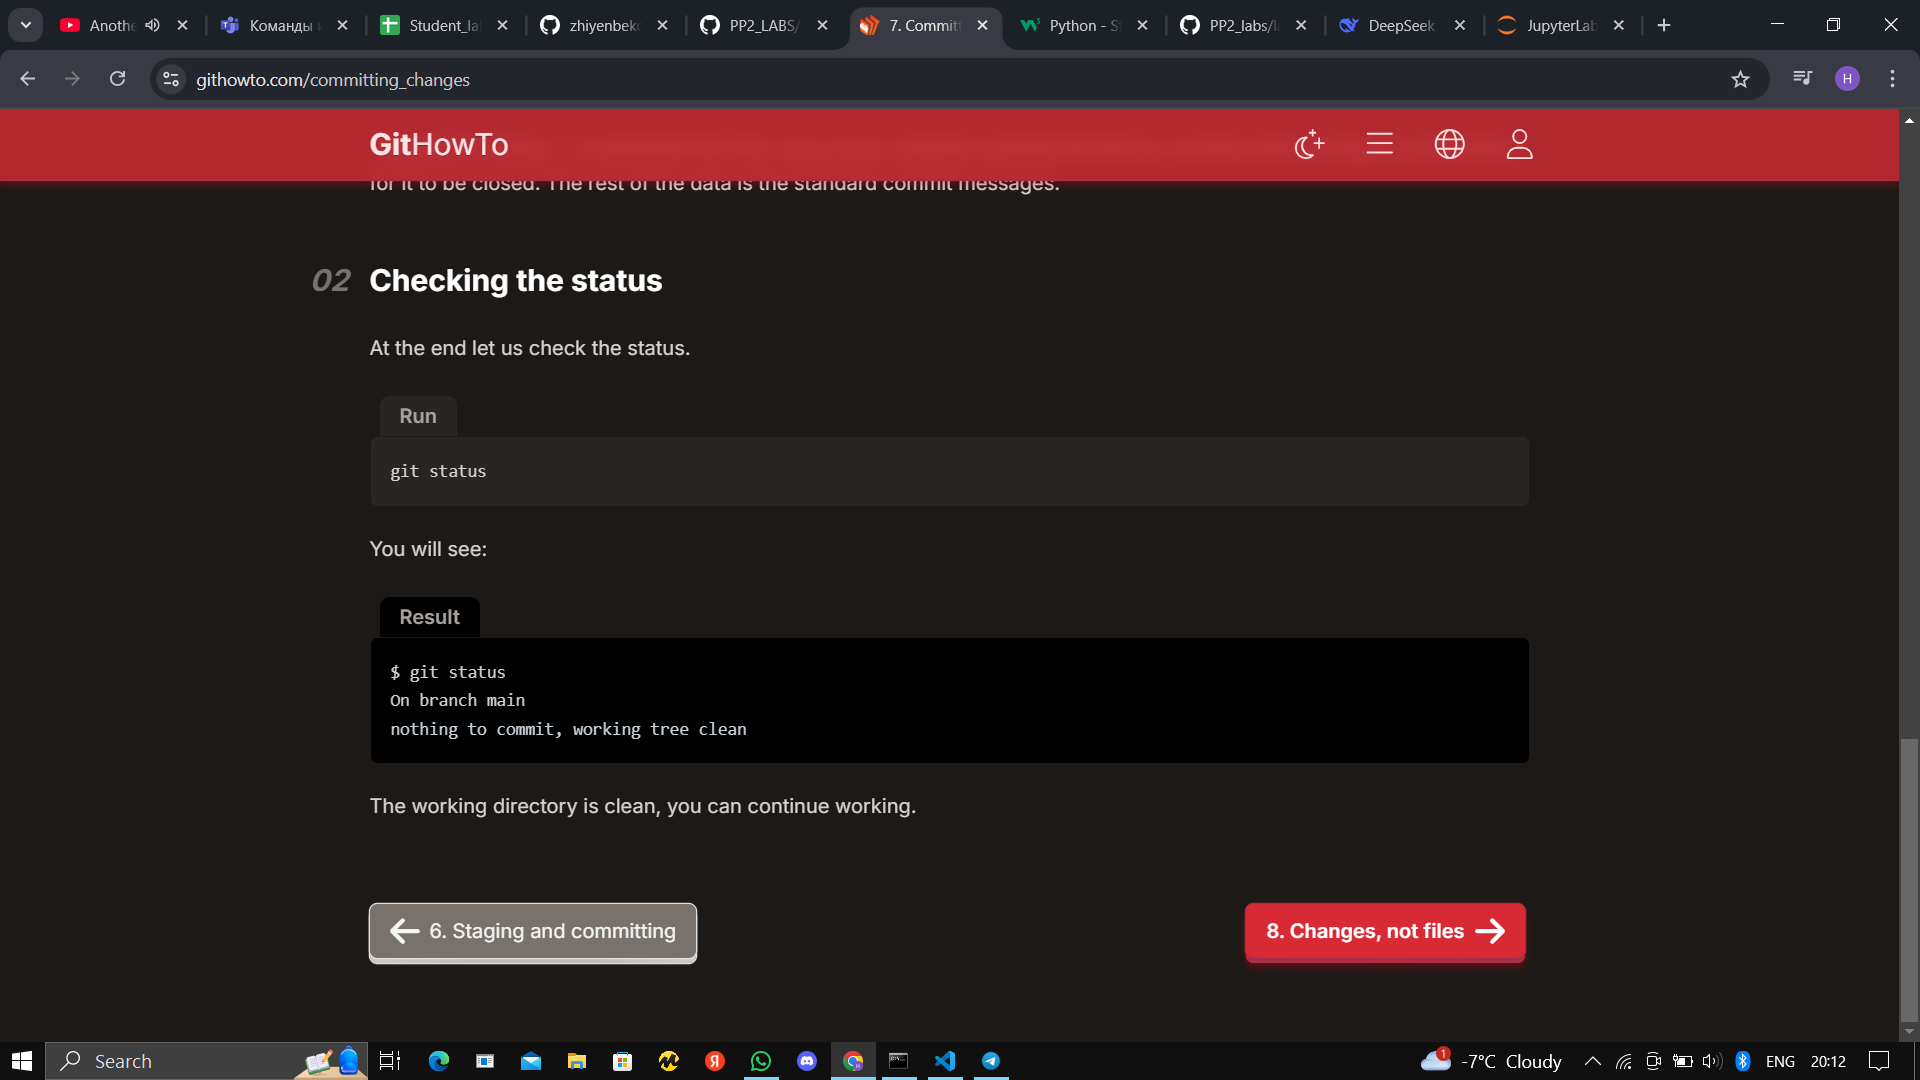 Anothe
Команды
Student_la
zhiyenbeko
PP2_LABS/
7. Committ
Python - S
PP2_labs/l
DeepSeek
JupyterLab
githowto.com/committing_changes
H
GitHowTo
for it to be closed. The rest of the data is the standard commit messages.
02 Checking the status
At the end let us check the status.
Run
git status
You will see:
Result
$ git status
On branch main
nothing to commit, working tree clean
The working directory is clean, you can continue working.
6. Staging and committing
8. Changes, not files
Search
1
-7°C Cloudy
ENG
20:12